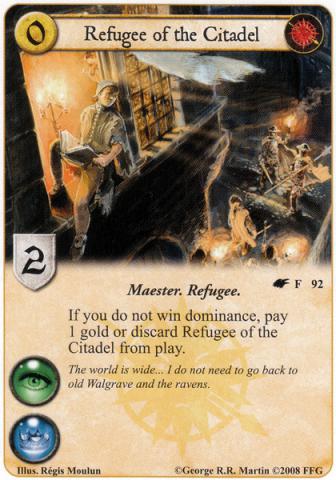 0 Refugee of the Citadel
2
Maester. Refugee.
F 92
If you do not win dominance, pay
1 gold or discard Refugee of the
Citadel from play.
The world is wide... I do not need to go back to
old Walgrave and the ravens.
Illus. Régis Moulun ©George R.R. Martin ©2008 FFG